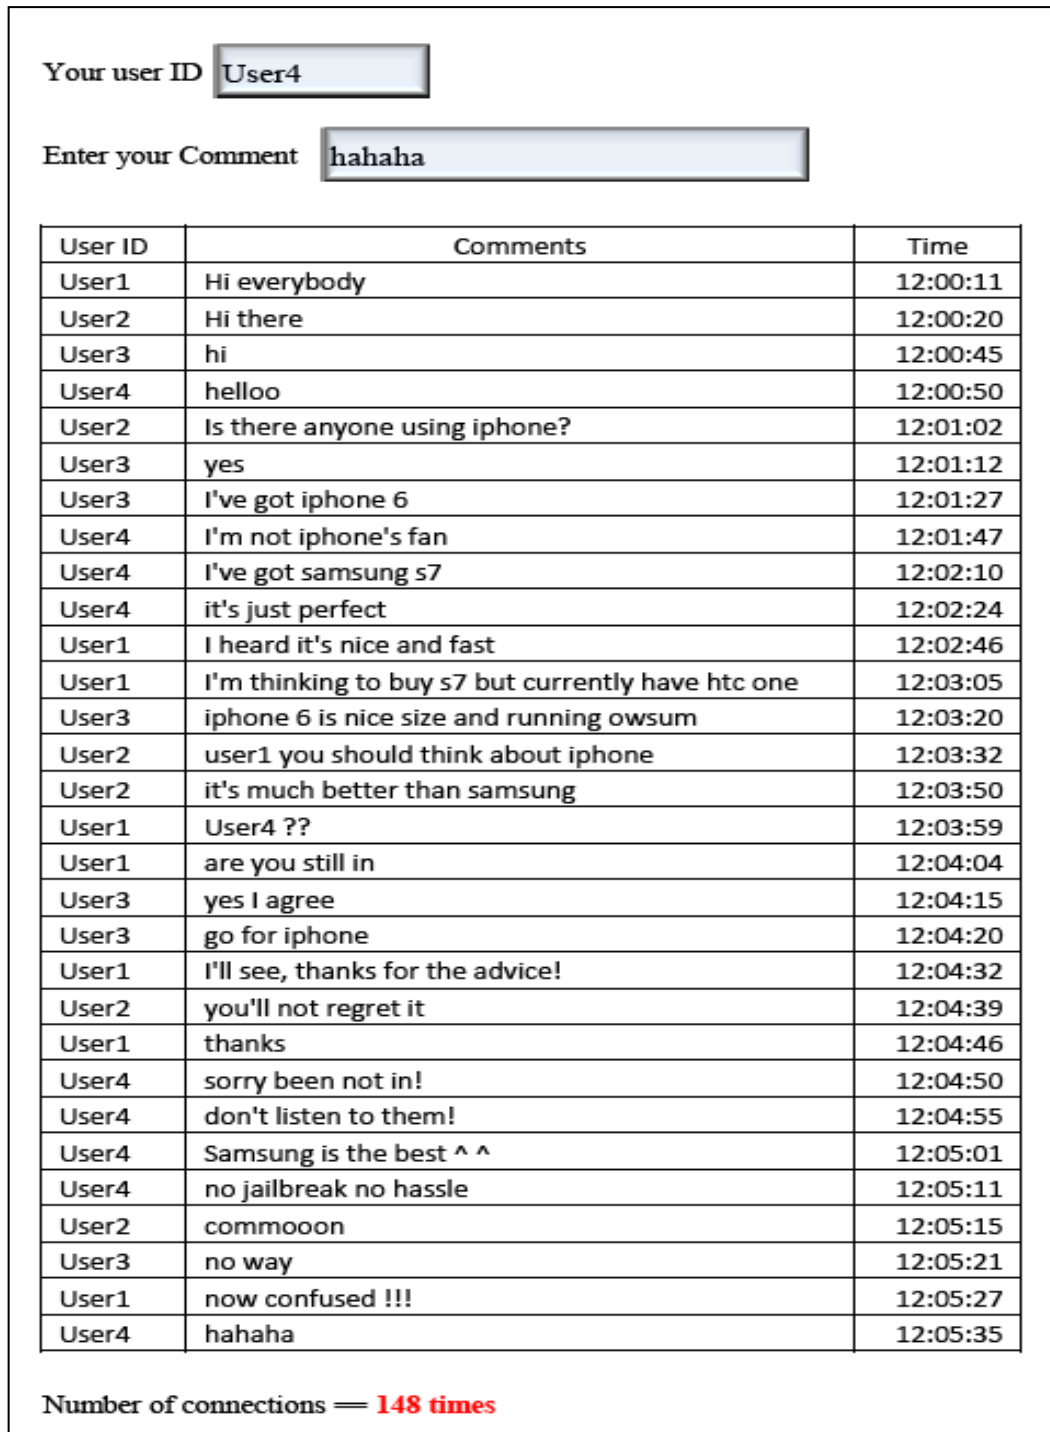 Your user ID User4
Enter your Comment hahaha
User ID Comments Time
User1 Hi everybody 12:00:11
User2 Hi there 12:00:20
User3 hi 12:00:45
User4 helloo 12:00:50
User2 Is there anyone using iphone? 12:01:02
User3 yes 12:01:12
User3 I've got iphone 6 12:01:27
User4 I'm not iphone's fan 12:01:47
User4 I've got samsung s7 12:02:10
User4 it's just perfect 12:02:24
User1 I heard it's nice and fast 12:02:46
User1 I'm thinking to buy s7 but currently have htc one 12:03:05
User3 iphone 6 is nice size and running owsum 12:03:20
User2 user1 you should think about iphone 12:03:32
User2 it's much better than samsung 12:03:50
User1 User4 ?? 12:03:59
User1 are you still in 12:04:04
User3 yes I agree 12:04:15
User3 go for iphone 12:04:20
User1 I'll see, thanks for the advice! 12:04:32
User2 you'll not regret it 12:04:39
User1 thanks 12:04:46
User4 sorry been not in! 12:04:50
User4 don't listen to them! 12:04:55
User4 Samsung is the best ^ ^ 12:05:01
User4 no jailbreak no hassle 12:05:11
User2 commooon 12:05:15
User3 no way 12:05:21
User1 now confused !!! 12:05:27
User4 hahaha 12:05:35
Number of connections == 148 times